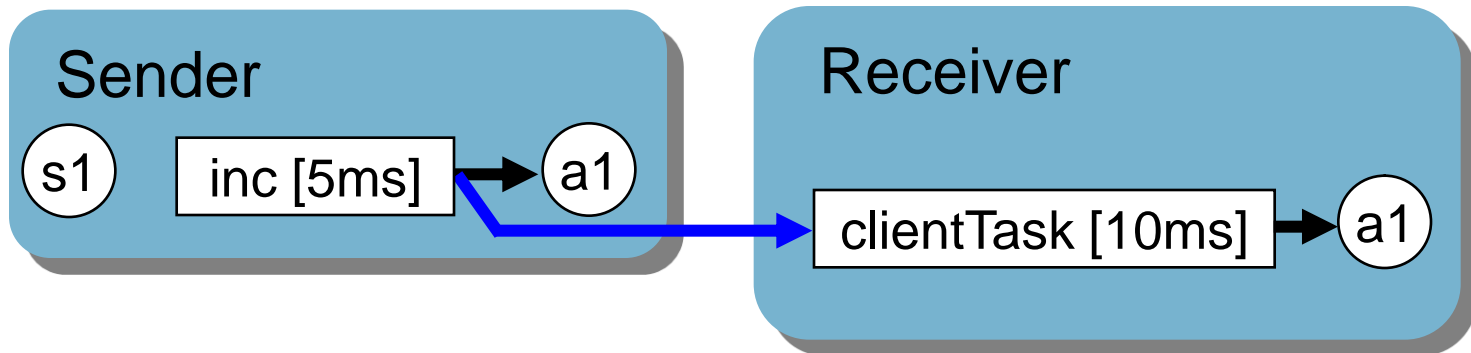 Sender
s1
inc [5ms]
a1
Receiver
clientTask [10ms]
a1